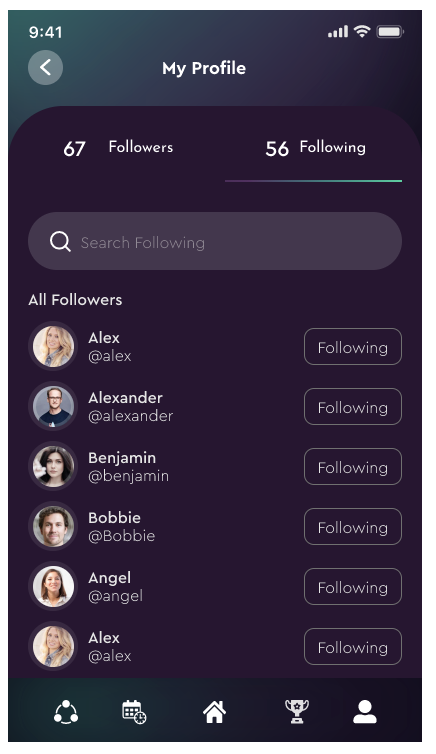 9:41
My Profile
67 Followers
56 Following
Search Following
All Followers
Alex
@alex
Following
Alexander
@alexander
Following
Benjamin
@benjamin
Following
Bobbie
@Bobbie
Following
Angel
@angel
Following
Alex
@alex
Following